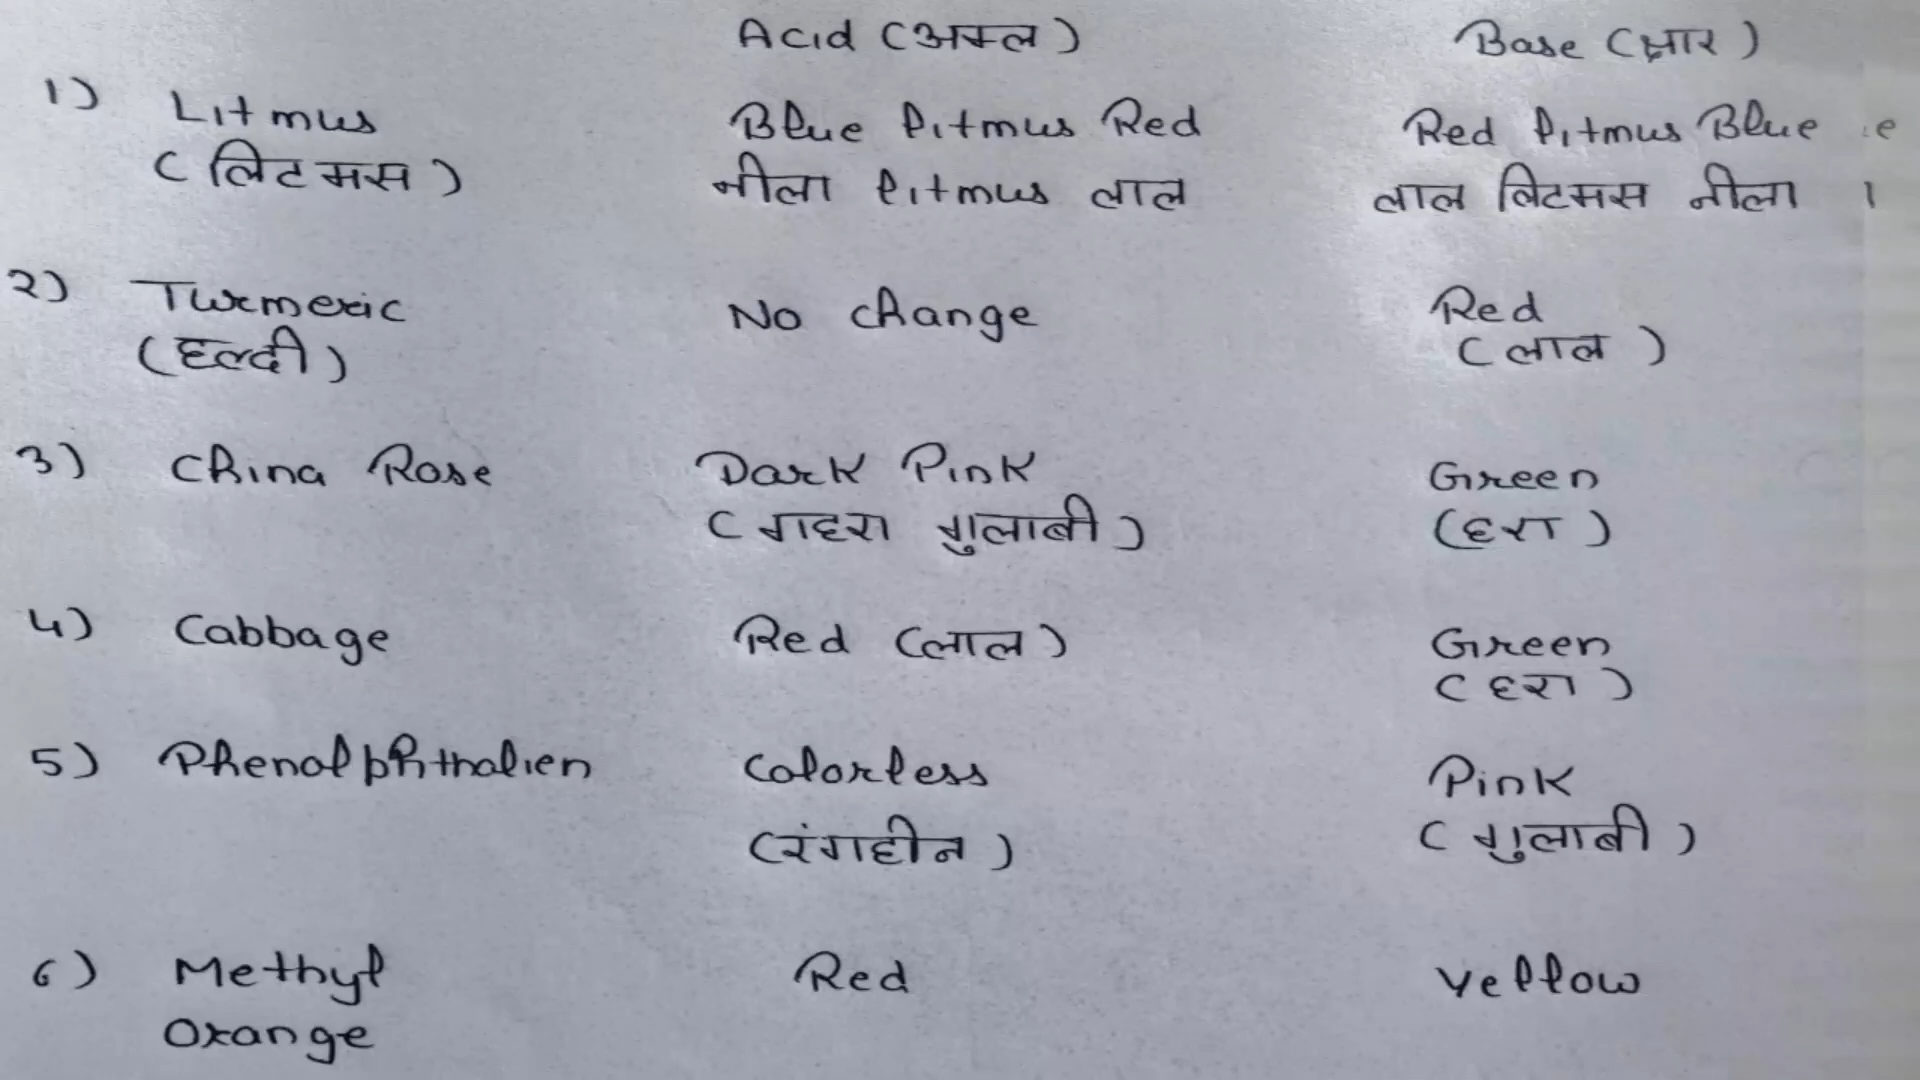 Acid (अम्ल) Base (क्षार)
1) Litmus Blue litmus Red Red litmus Blue
(लिटमस) नीला litmus लाल लाल लिटमस नीला
2) Turmeric No change Red
(हल्दी) (लाल)
3) China Rose Dark Pink Green
(गहरा गुलाबी) (हरा)
4) Cabbage Red (लाल) Green
(हरा)
5) Phenolphthalien Colorless Pink
(रंगहीन) (गुलाबी)
6) Methyl Red Yellow
Orange